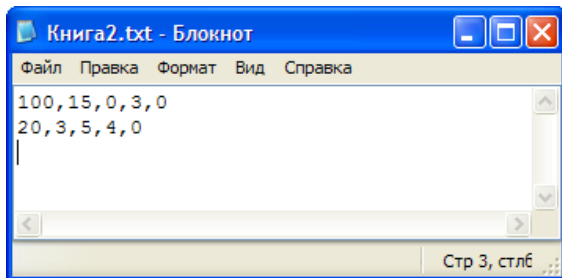 Книга2.txt - Блокнот
Файл Правка Формат Вид Справка
100,15,0,3,0
20,3,5,4,0
Стр 3, стлб